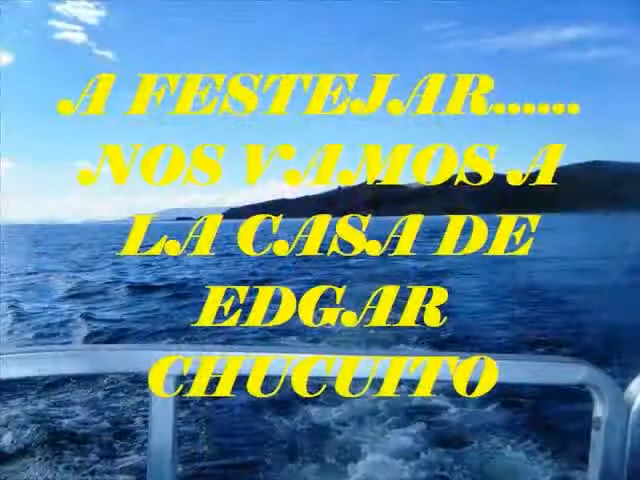 A FESTEJAR......
NOS VAMOS A
LA CASA DE
EDGAR
CHUCUITO